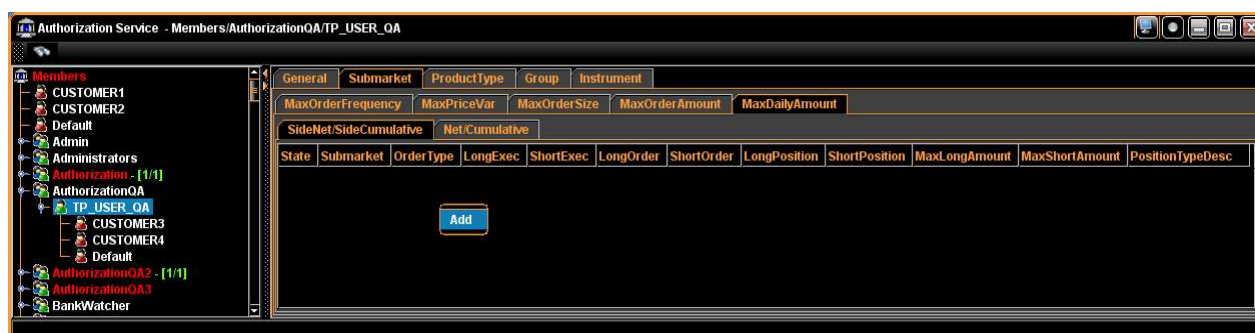 Authorization Service - Members/AuthorizationQA/TP_USER_QA
Members
CUSTOMER1
CUSTOMER2
Default
Admin
Administrators
Authorization - [1/1]
AuthorizationQA
TP_USER_QA
CUSTOMER3
CUSTOMER4
Default
AuthorizationQA2 - [1/1]
AuthorizationQA3
BankWatcher
General Submarket ProductType Group Instrument
MaxOrderFrequency MaxPriceVar MaxOrderSize MaxOrderAmount MaxDailyAmount
SideNet/SideCumulative Net/Cumulative
State Submarket OrderType LongExec ShortExec LongOrder ShortOrder LongPosition ShortPosition MaxLongAmount MaxShortAmount PositionTypeDesc
Add